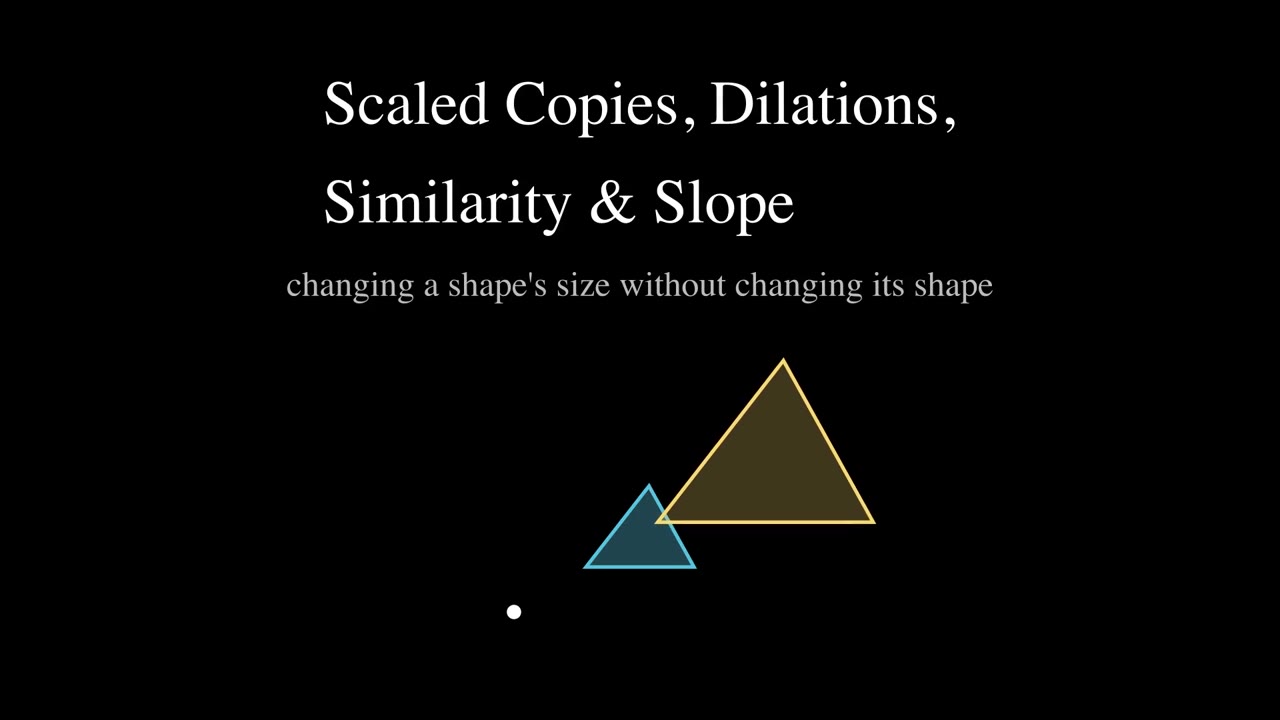 Scaled Copies, Dilations,
Similarity & Slope
changing a shape's size without changing its shape